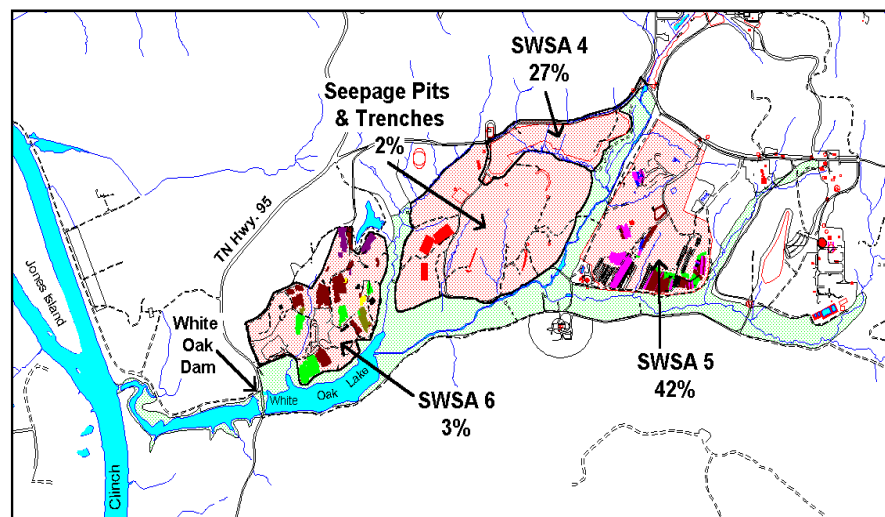 SWSA 4
27%
Seepage Pits
& Trenches
2%
TN Hwy. 95
Jones Island
White
Oak
Dam
White Oak Lake
SWSA 5
42%
SWSA 6
3%
Clinch